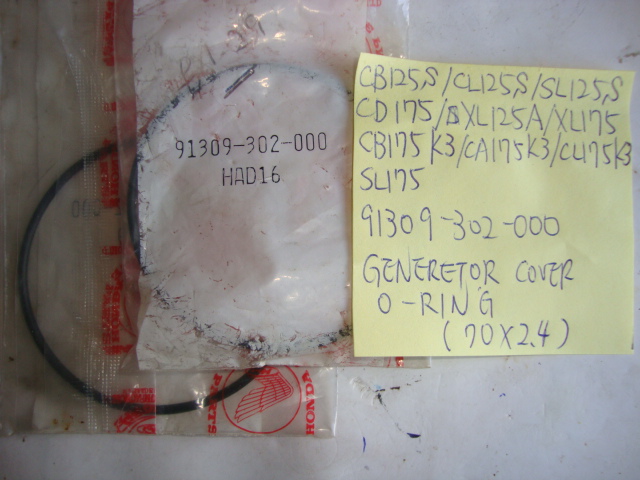 91309-302-000
HAD16
HONDA
CB125,S/CL125,S/SL125,S
CD175/XL125A/XL175
CB175K3/CA175K3/CL175K3
SL175
91309-302-000
GENERETOR COVER
O-RING
(70X2.4)